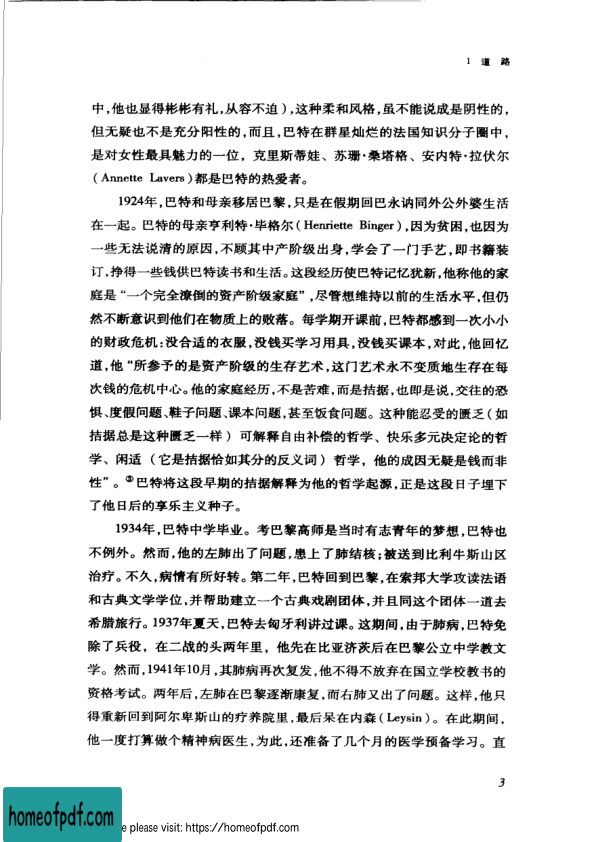 1 道 路
中,他也显得彬彬有礼,从容不迫),这种柔和风格,虽不能说成是阴性的,
但无疑也不是充分阳性的,而且,巴特在群星灿烂的法国知识分子圈中,
是对女性最具魅力的一位, 克里斯蒂娃、苏珊·桑塔格、安内特·拉伏尔
(Annette Lavers)都是巴特的热爱者。
1924年,巴特和母亲移居巴黎,只是在假期回巴永讷同外公外婆生活
在一起。巴特的母亲亨利特·毕格尔(Henriette Binger),因为贫困,也因为
一些无法说清的原因,不顾其中产阶级出身,学会了一门手艺,即书籍装
订,挣得一些钱供巴特读书和生活。这段经历使巴特记忆犹新,他称他的家
庭是“一个完全潦倒的资产阶级家庭”,尽管想维持以前的生活水平,但仍
然不断意识到他们在物质上的败落。每学期开课前,巴特都感到一次小小
的财政危机:没合适的衣服,没钱买学习用具,没钱买课本,对此,他回忆
道,他“所参予的是资产阶级的生存艺术,这门艺术永不变质地生存在每
次钱的危机中心。他的家庭经历,不是苦难,而是拮据,也即是说,交往的恐
惧、度假问题、鞋子问题、课本问题,甚至饭食问题。这种能忍受的匮乏(如
拮据总是这种匮乏一样) 可解释自由补偿的哲学、快乐多元决定论的哲
学、闲适 (它是拮据恰如其分的反义词) 哲学, 他的成因无疑是钱而非
性”。③巴特将这段早期的拮据解释为他的哲学起源,正是这段日子埋下
了他日后的享乐主义种子。
1934年,巴特中学毕业。考巴黎高师是当时有志青年的梦想,巴特也
不例外。然而,他的左肺出了问题,患上了肺结核;被送到比利牛斯山区
治疗。不久,病情有所好转。第二年,巴特回到巴黎,在索邦大学攻读法语
和古典文学学位,并帮助建立一个古典戏剧团体,并且同这个团体一道去
希腊旅行。1937年夏天,巴特去匈牙利讲过课。这期间,由于肺病,巴特免
除了兵役, 在二战的头两年里, 他先在比亚济茨后在巴黎公立中学教文
学。然而,1941年10月,其肺病再次复发,他不得不放弃在国立学校教书的
资格考试。两年后,左肺在巴黎逐渐康复,而右肺又出了问题。这样,他只
得重新回到阿尔卑斯山的疗养院里,最后呆在内森(Leysin)。在此期间,
他一度打算做个精神病医生,为此,还准备了几个月的医学预备学习。直
3
homeofpdf.com
e please visit: https://homeofpdf.com